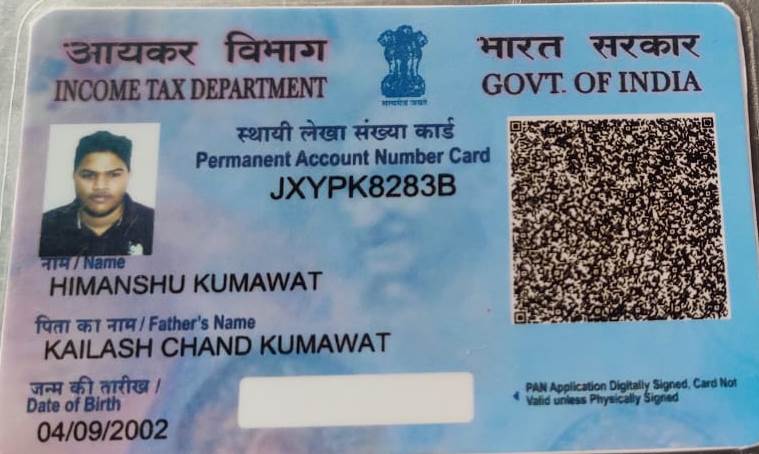 आयकर विभाग
INCOME TAX DEPARTMENT
सत्यमेव जयते
भारत सरकार
GOVT. OF INDIA
स्थायी लेखा संख्या कार्ड
Permanent Account Number Card
JXYPK8283B
नाम / Name
HIMANSHU KUMAWAT
पिता का नाम / Father's Name
KAILASH CHAND KUMAWAT
जन्म की तारीख /
Date of Birth
04/09/2002
PAN Application Digitally Signed, Card Not
Valid unless Physically Signed